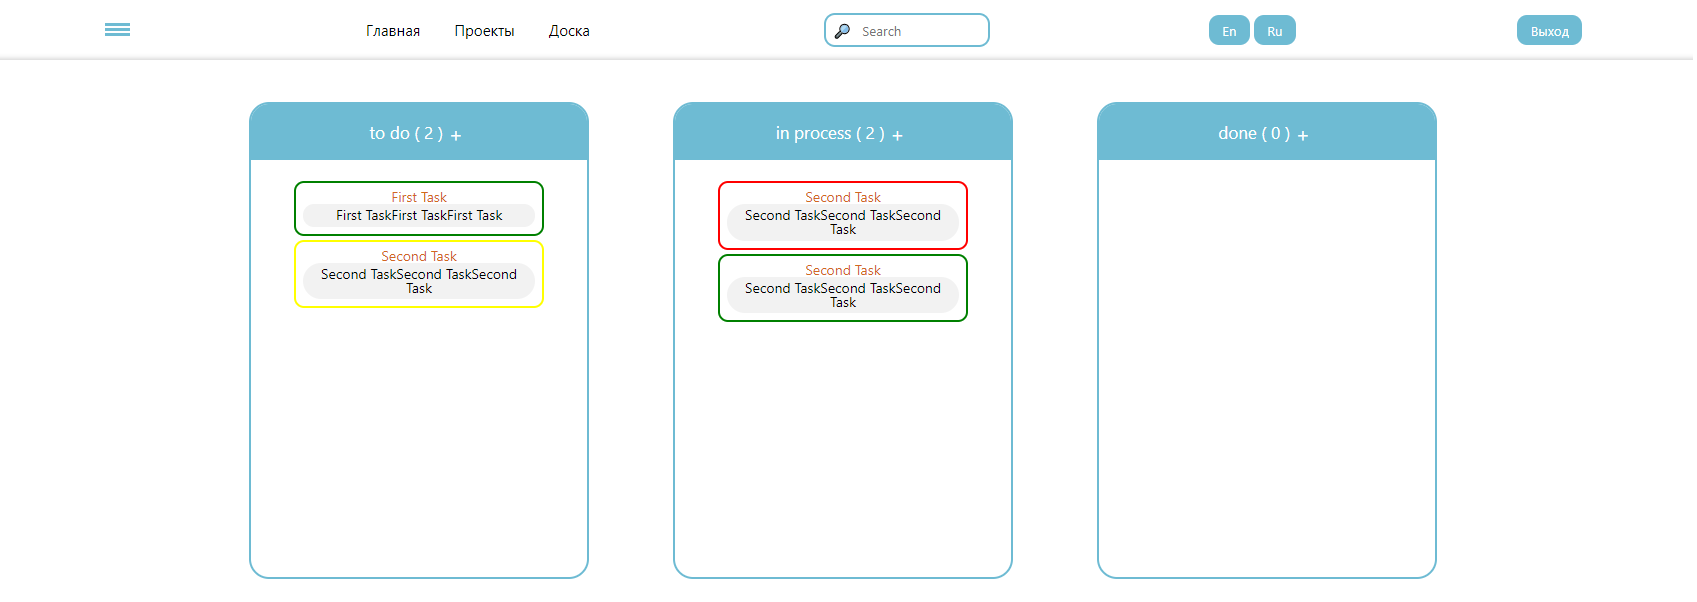 Главная Проекты Доска Search En Ru Выход
to do ( 2 ) +
First Task
First TaskFirst TaskFirst Task
Second Task
Second TaskSecond TaskSecond
Task
in process ( 2 ) +
Second Task
Second TaskSecond TaskSecond
Task
Second Task
Second TaskSecond TaskSecond
Task
done ( 0 ) +